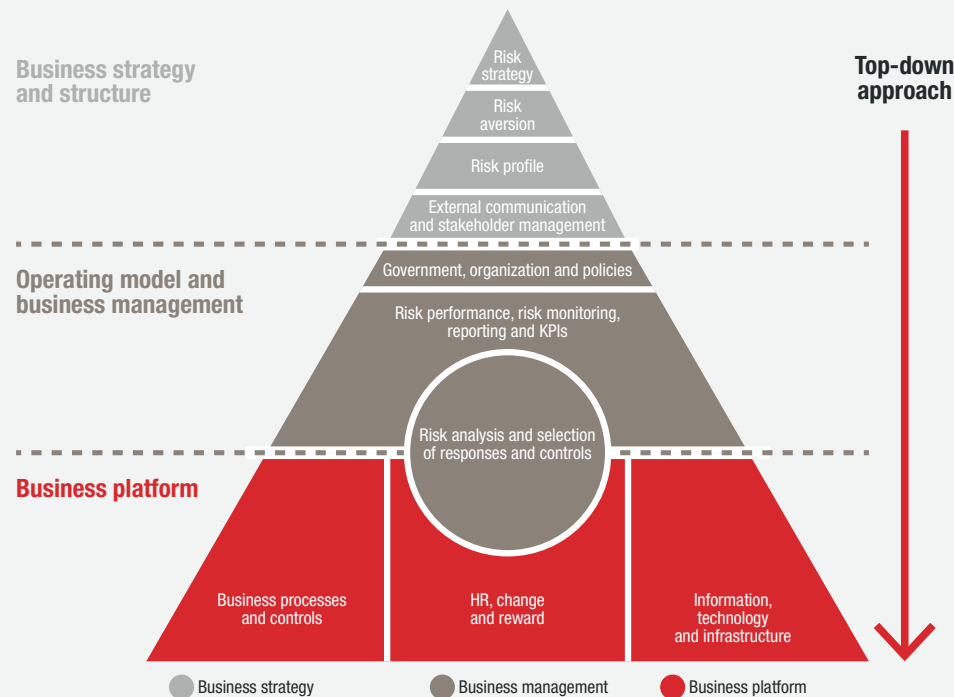 Business strategy
and structure
Top-down
approach
Risk
strategy
Risk
aversion
Risk profile
External communication
and stakeholder management
Operating model and
business management
Government, organization and policies
Risk performance, risk monitoring,
reporting and KPIs
Risk analysis and selection
of responses and controls
Business platform
Business processes
and controls
HR, change
and reward
Information,
technology
and infrastructure
Business strategy
Business management
Business platform